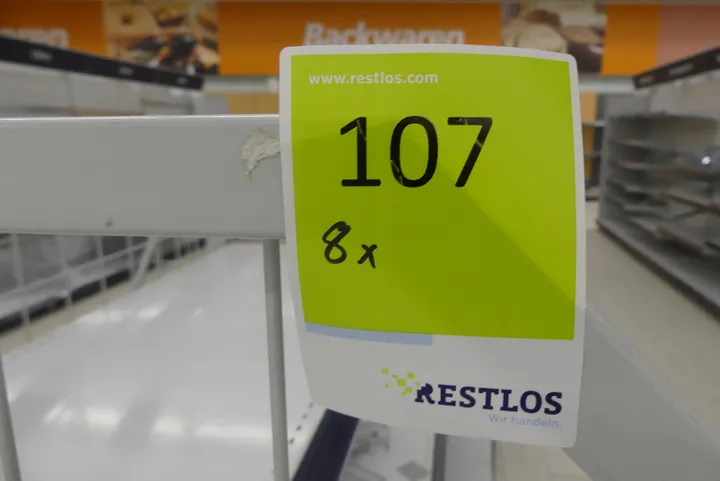 Backwaren
www.restlos.com
107
8x
RESTLOS
Wir handeln.